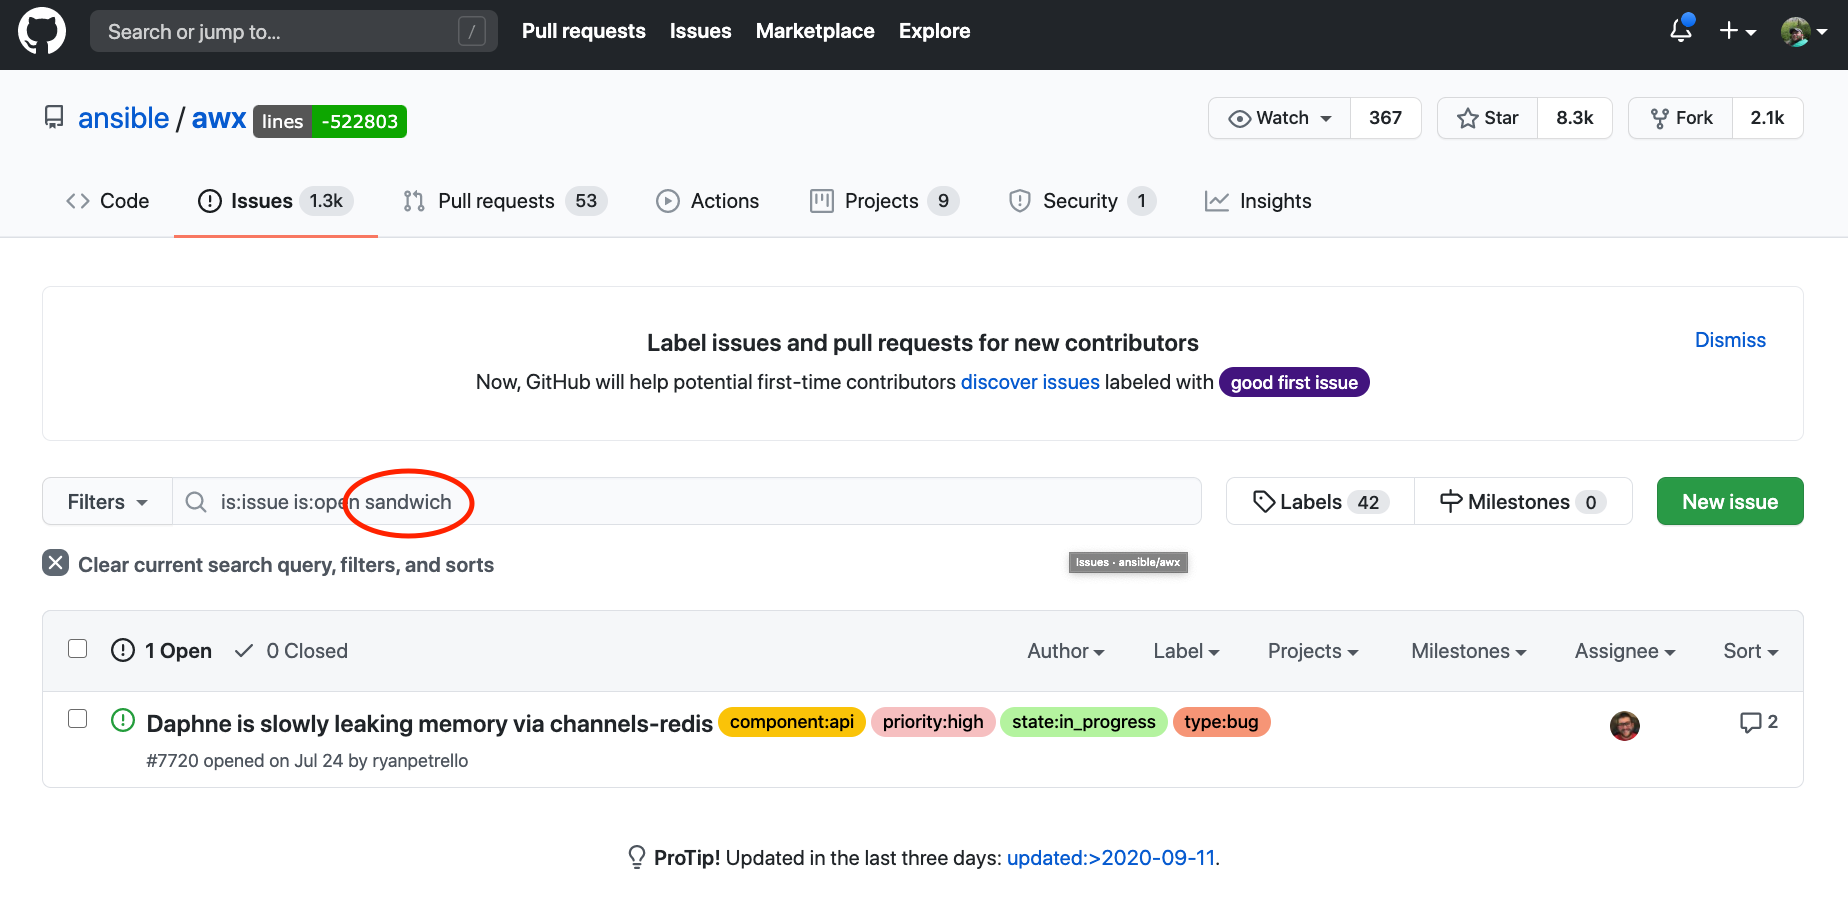 Search or jump to... / Pull requests Issues Marketplace Explore
ansible / awx lines -522803 Watch 367 Star 8.3k Fork 2.1k
Code Issues 1.3k Pull requests 53 Actions Projects 9 Security 1 Insights
Label issues and pull requests for new contributors Dismiss
Now, GitHub will help potential first-time contributors discover issues labeled with good first issue
Filters is:issue is:open sandwich Labels 42 Milestones 0 New issue
Clear current search query, filters, and sorts Issues · ansible/awx
1 Open 0 Closed Author Label Projects Milestones Assignee Sort
Daphne is slowly leaking memory via channels-redis component:api priority:high state:in_progress type:bug 2
#7720 opened on Jul 24 by ryanpetrello
ProTip! Updated in the last three days: updated:>2020-09-11.